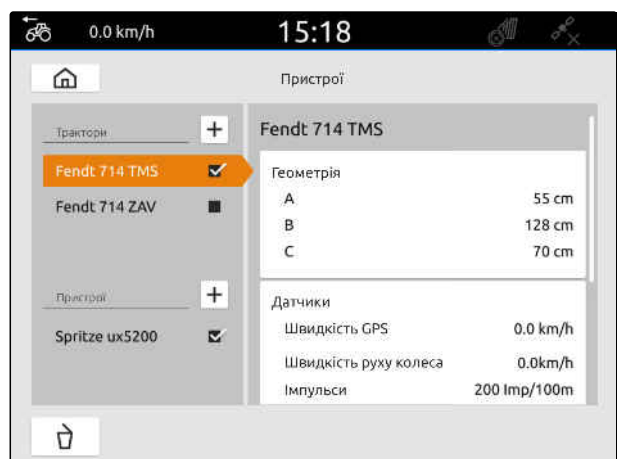 0.0 km/h 15:18
Пристрої
Трактори
Fendt 714 TMS
Fendt 714 ZAV
Пристрої
Spritze ux5200
Fendt 714 TMS
Геометрія
A 55 cm
B 128 cm
C 70 cm
Датчики
Швидкість GPS 0.0 km/h
Швидкість руху колеса 0.0km/h
Імпульси 200 Imp/100m